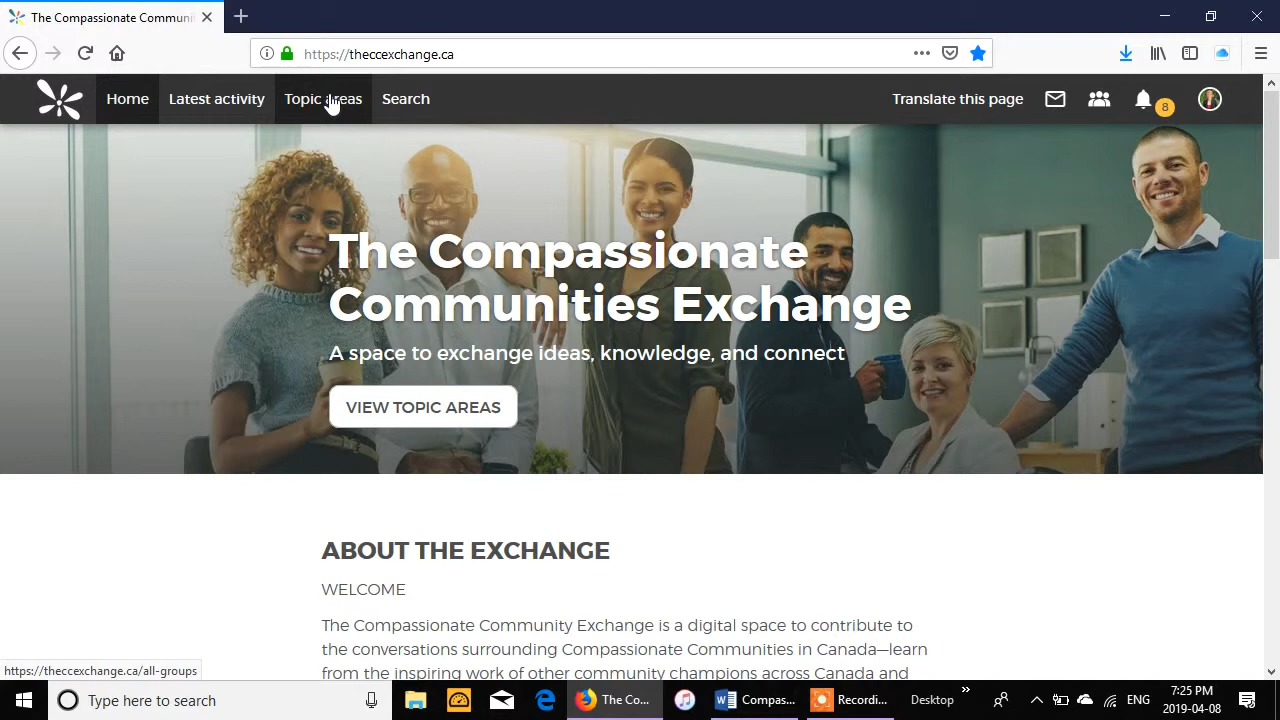 The Compassionate Communi
https://theccexchange.ca
Home
Latest activity
Topic areas
Search
Translate this page
8
The Compassionate
Communities Exchange
A space to exchange ideas, knowledge, and connect
VIEW TOPIC AREAS
ABOUT THE EXCHANGE
WELCOME
The Compassionate Community Exchange is a digital space to contribute to
the conversations surrounding Compassionate Communities in Canada—learn
from the inspiring work of other community champions across Canada and
https://theccexchange.ca/all-groups
Type here to search
The Co...
Compas...
Recordi...
Desktop
ENG
7:25 PM
2019-04-08